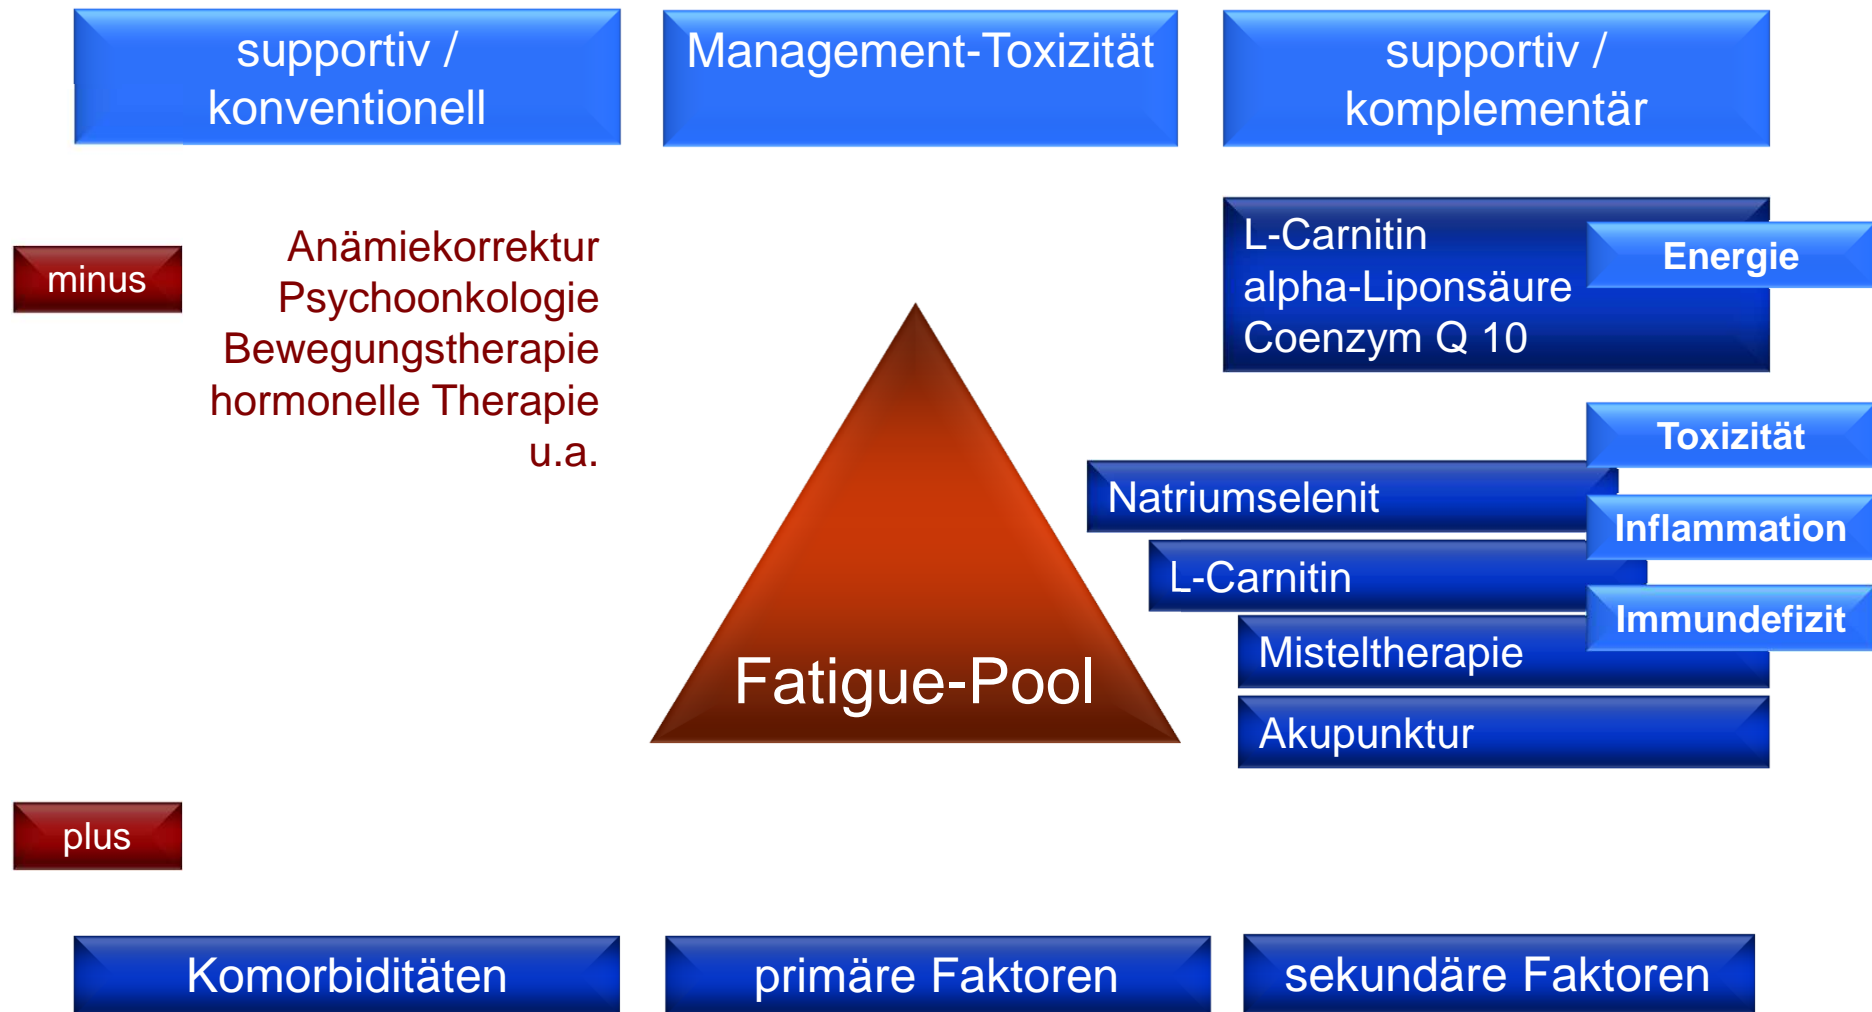 supportiv /
konventionell
Management-Toxizität
supportiv /
komplementär
minus
Anämiekorrektur
Psychoonkologie
Bewegungstherapie
hormonelle Therapie
u.a.
L-Carnitin
alpha-Liponsäure
Coenzym Q 10
Energie
Toxizität
Natriumselenit
Inflammation
L-Carnitin
Immundefizit
Misteltherapie
Akupunktur
Fatigue-Pool
plus
Komorbiditäten
primäre Faktoren
sekundäre Faktoren